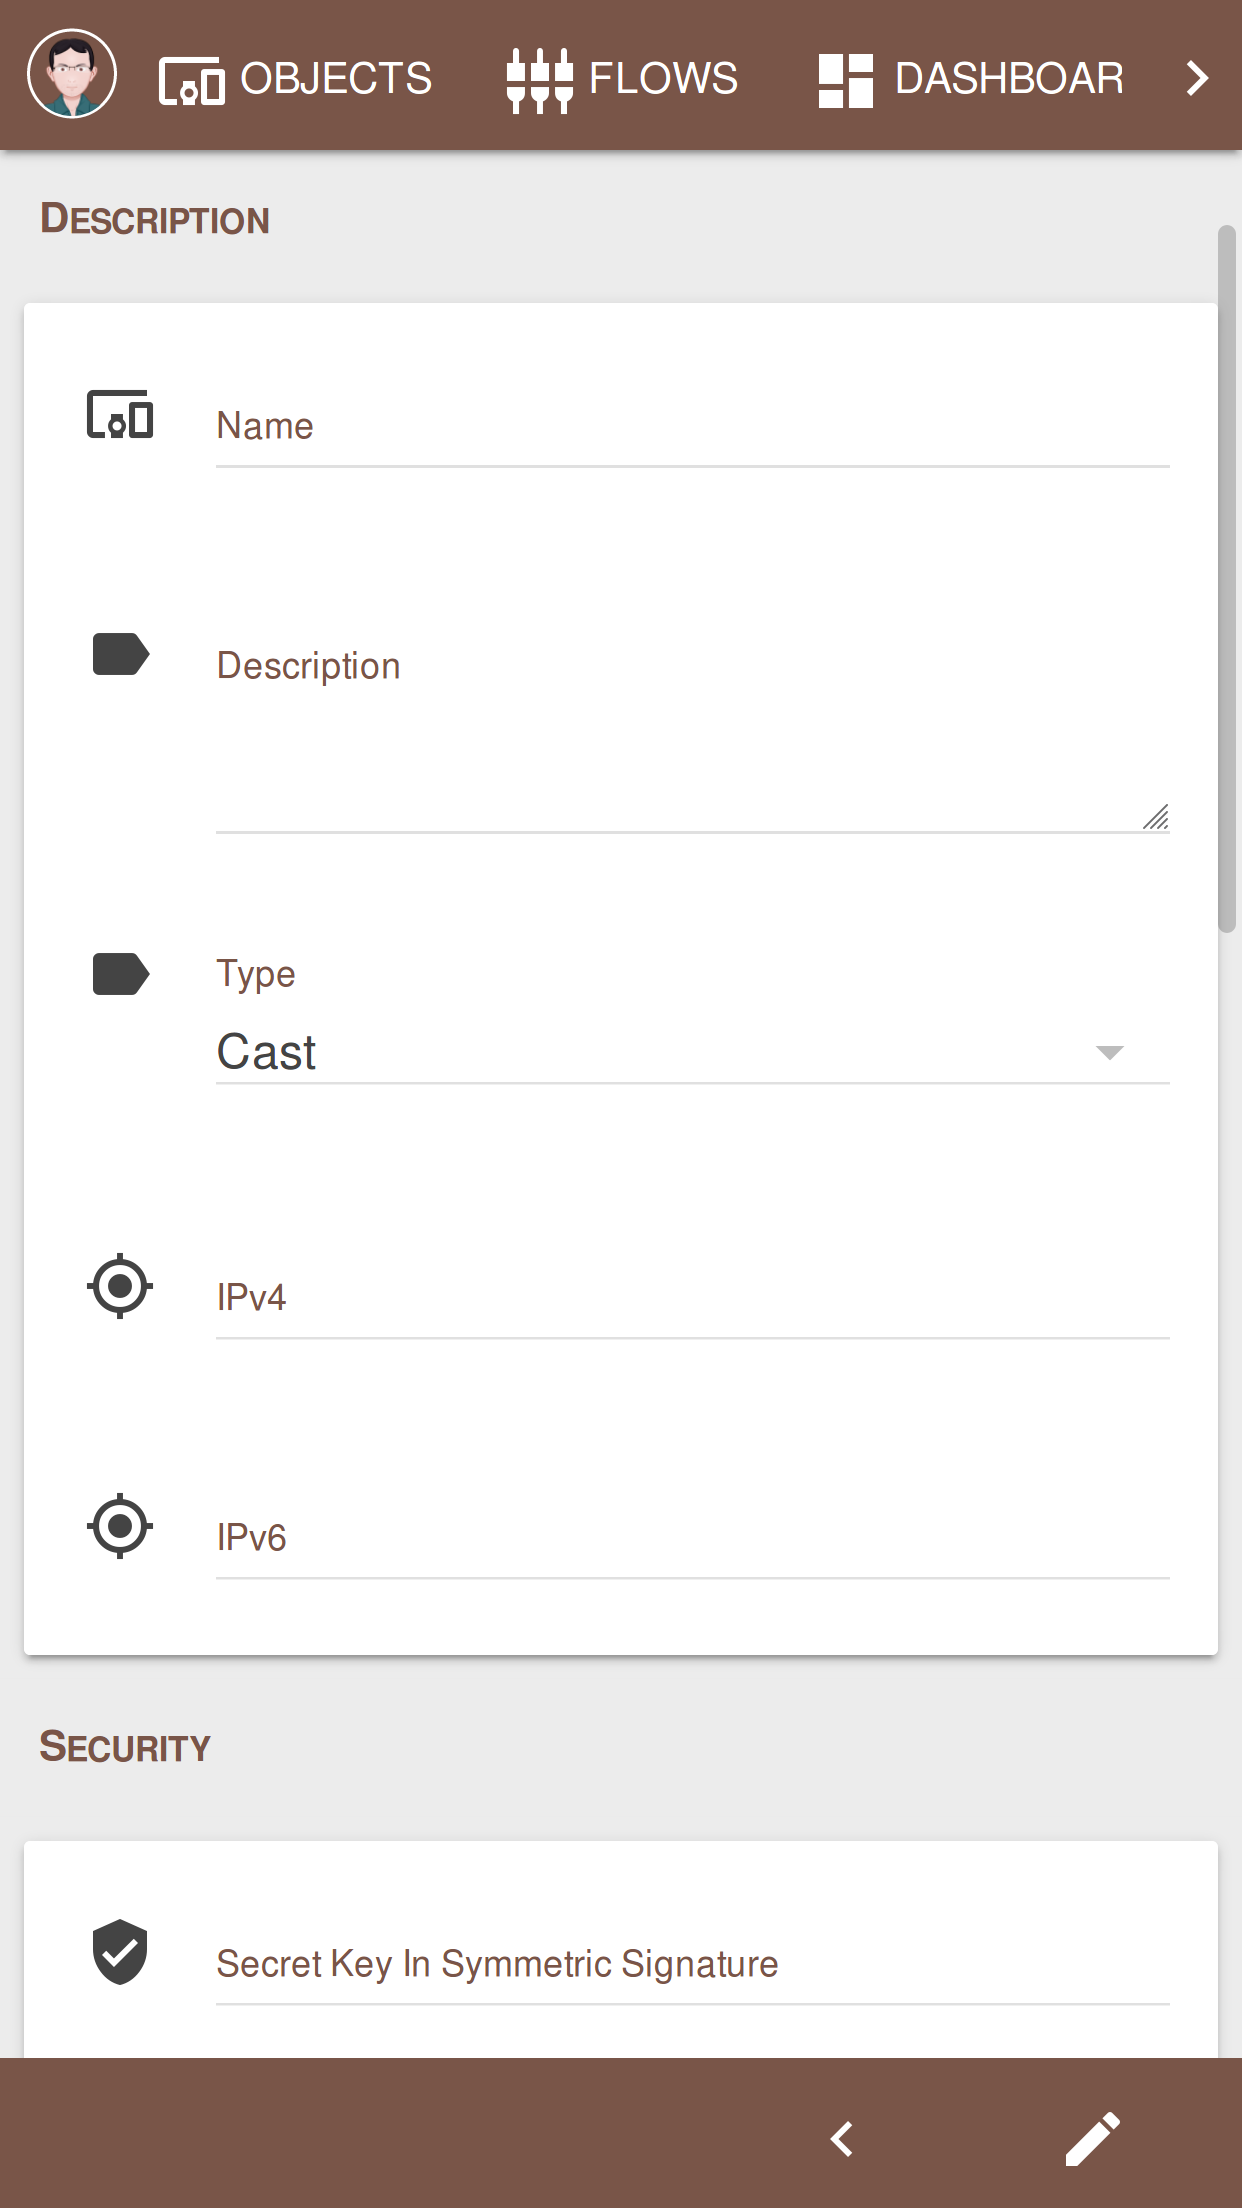 OBJECTS FLOWS DASHBOAR
DESCRIPTION
Name
Description
Type
Cast
IPv4
IPv6
SECURITY
Secret Key In Symmetric Signature